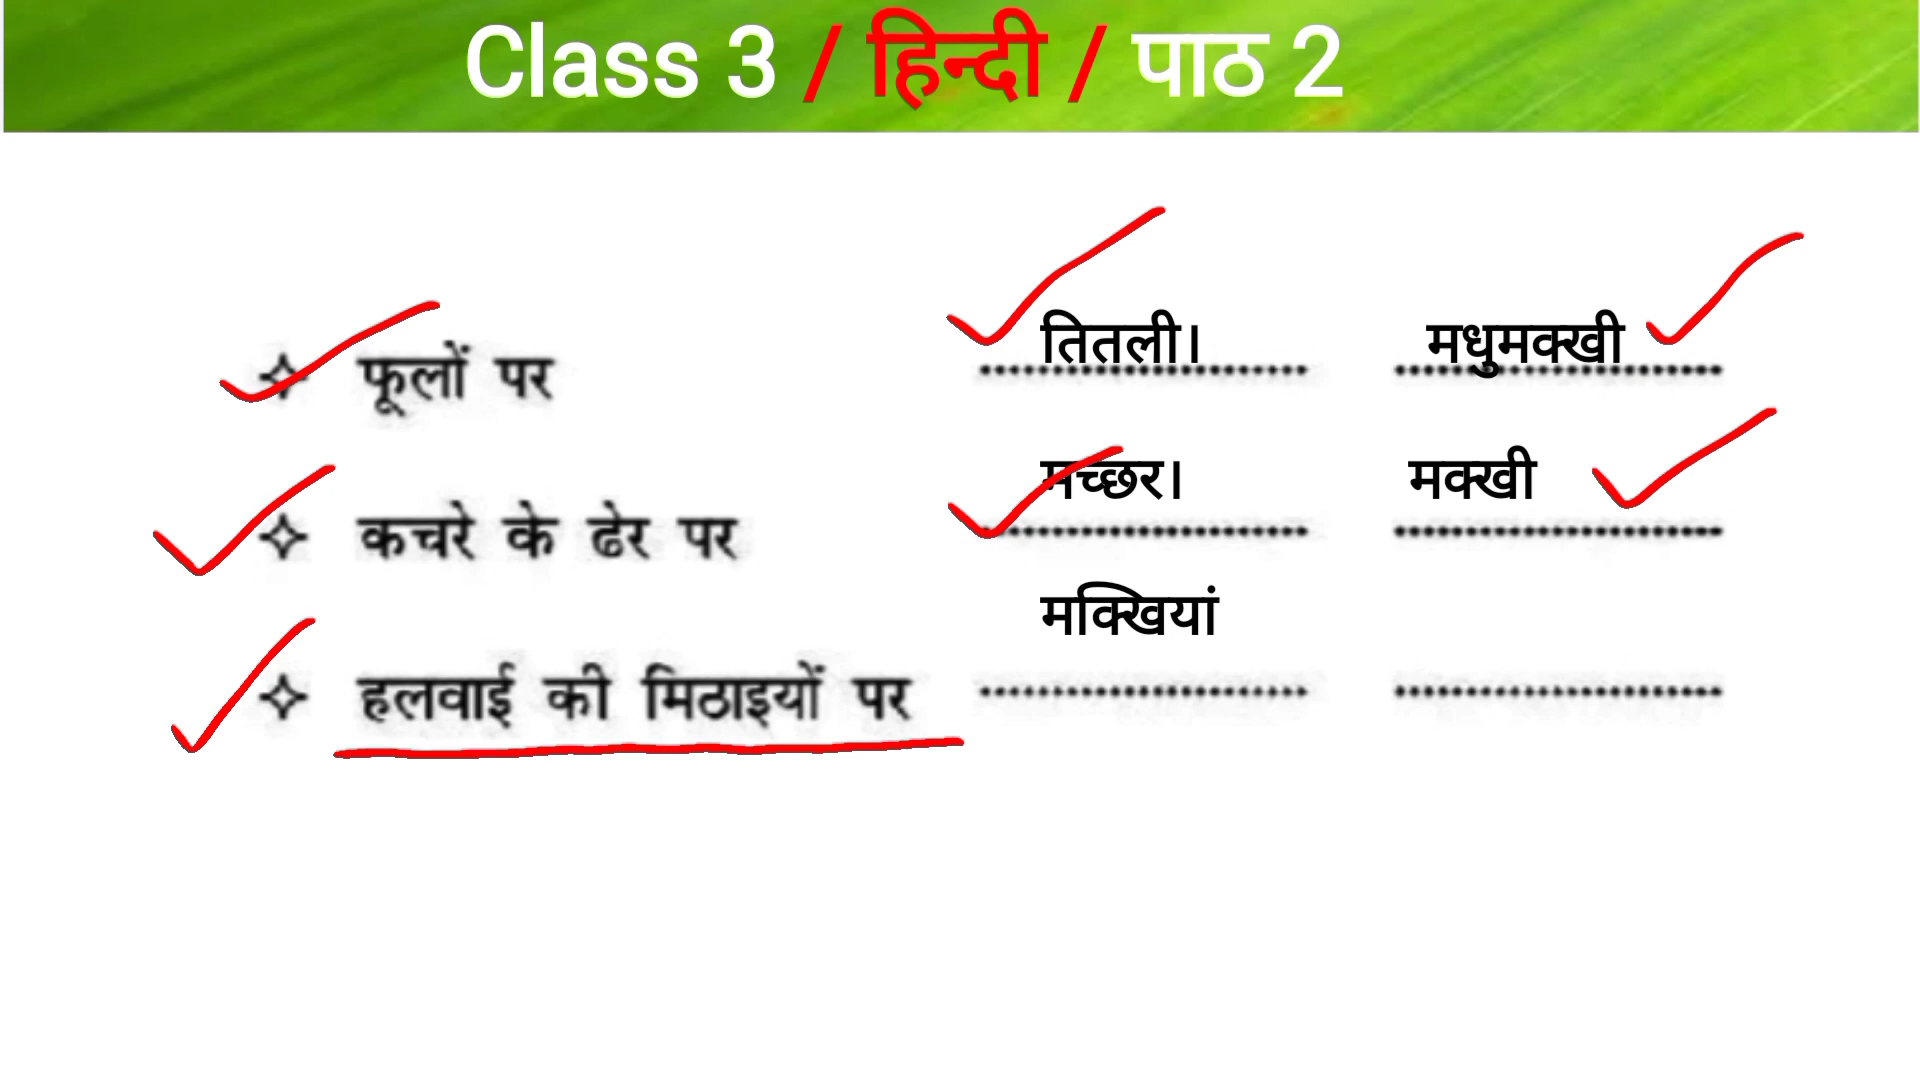 Class 3 / हिन्दी / पाठ 2
फूलों पर तितली। मधुमक्खी
कचरे के ढेर पर मच्छर। मक्खी
हलवाई की मिठाइयों पर मक्खियां